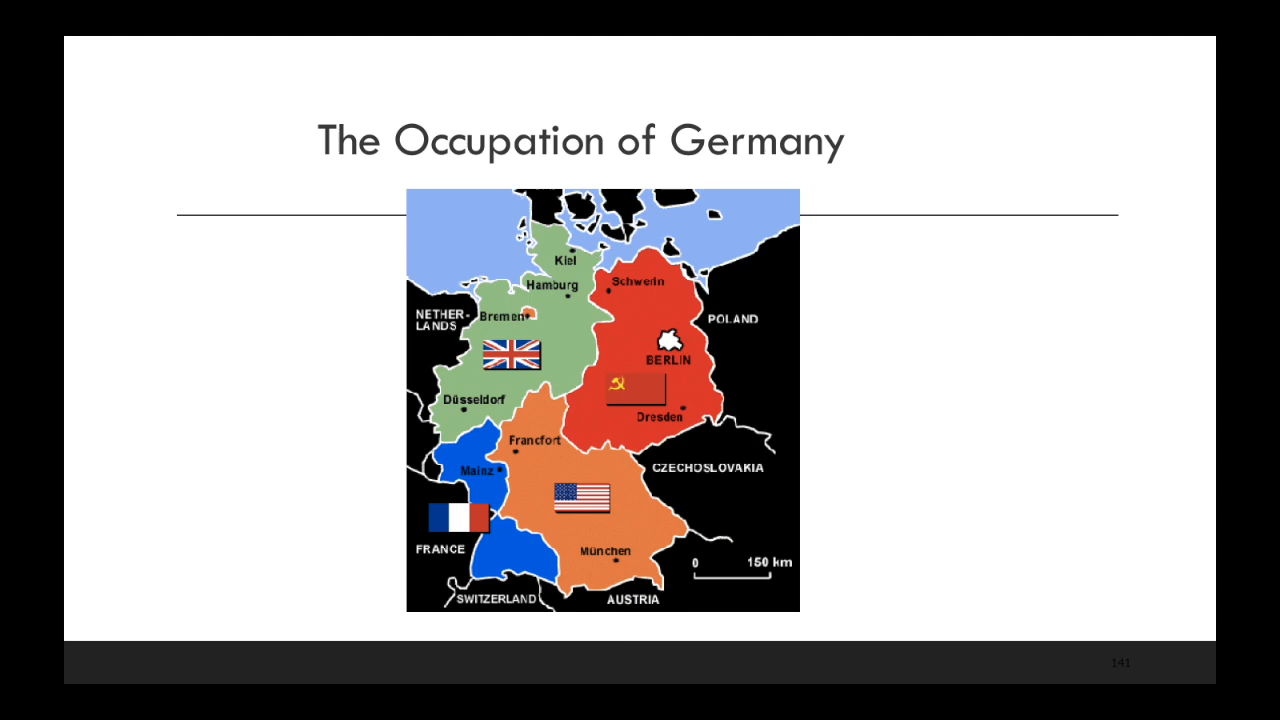 The Occupation of Germany
Kiel
Hamburg
Schwerin
NETHER-
LANDS
Bremen
POLAND
BERLIN
Düsseldorf
Dresden
Francfort
Mainz
CZECHOSLOVAKIA
FRANCE
München
0 150 km
SWITZERLAND
AUSTRIA
141